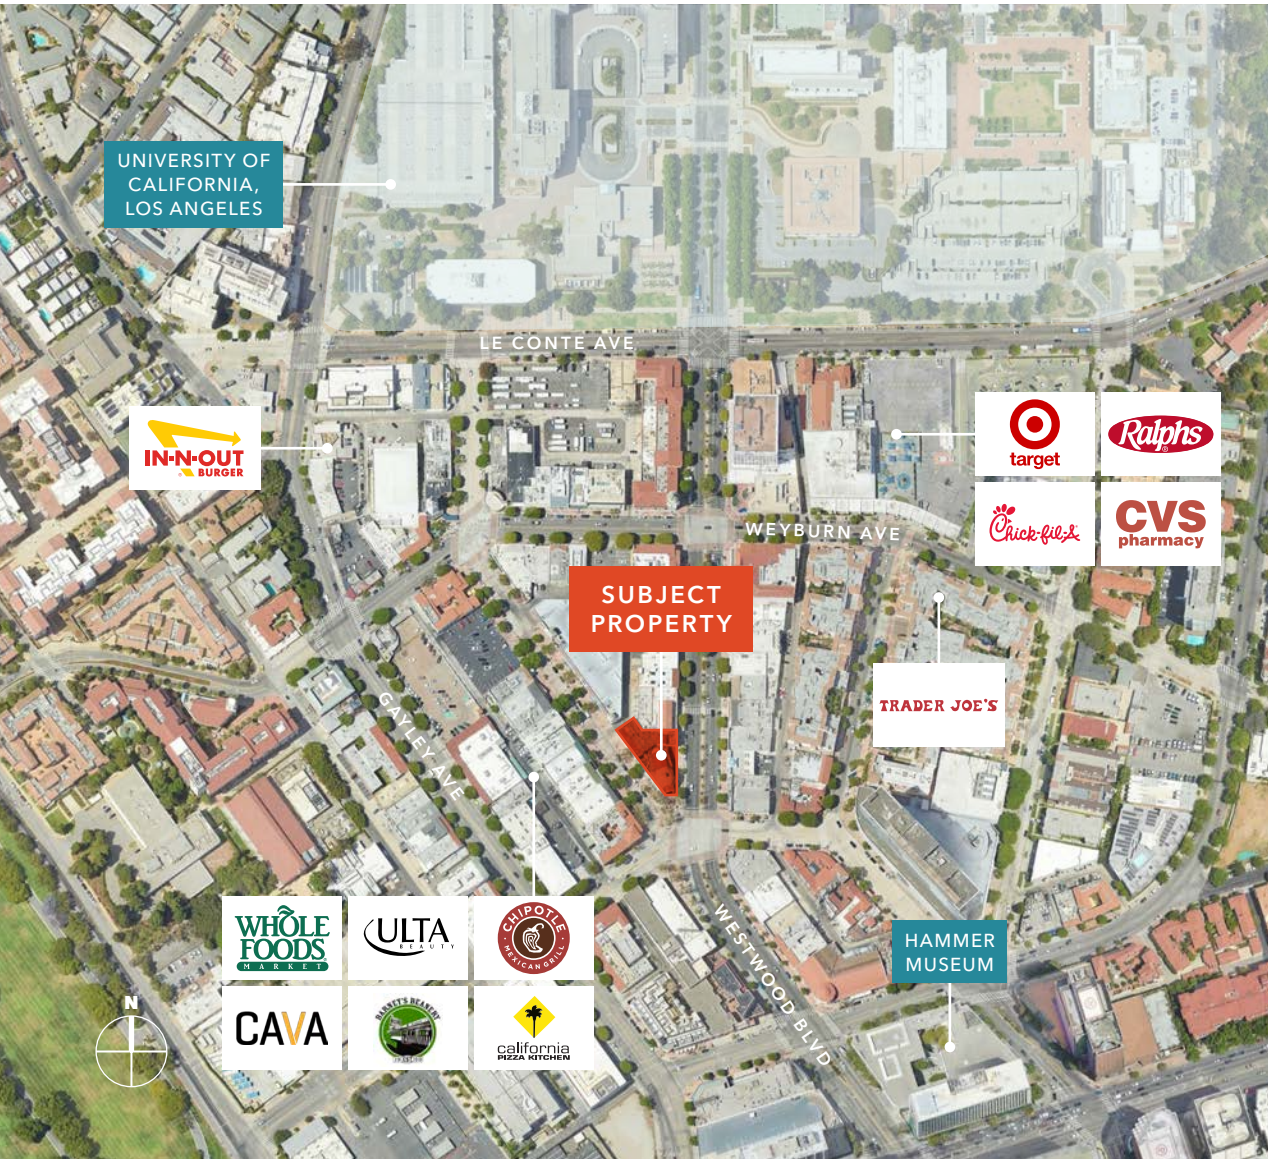 UNIVERSITY OF
CALIFORNIA,
LOS ANGELES
LE CONTE AVE
IN-N-OUT
BURGER
target
Ralphs
Chick-fil-A
CVS
pharmacy
WEYBURN AVE
SUBJECT
PROPERTY
TRADER JOE'S
GAYLEY AVE
WHOLE
FOODS
MARKET
ULTA
BEAUTY
CHIPOTLE
MEXICAN GRILL
WESTWOOD BLVD
HAMMER
MUSEUM
N
CAVA
BARNEY'S BEANERY
california
PIZZA KITCHEN